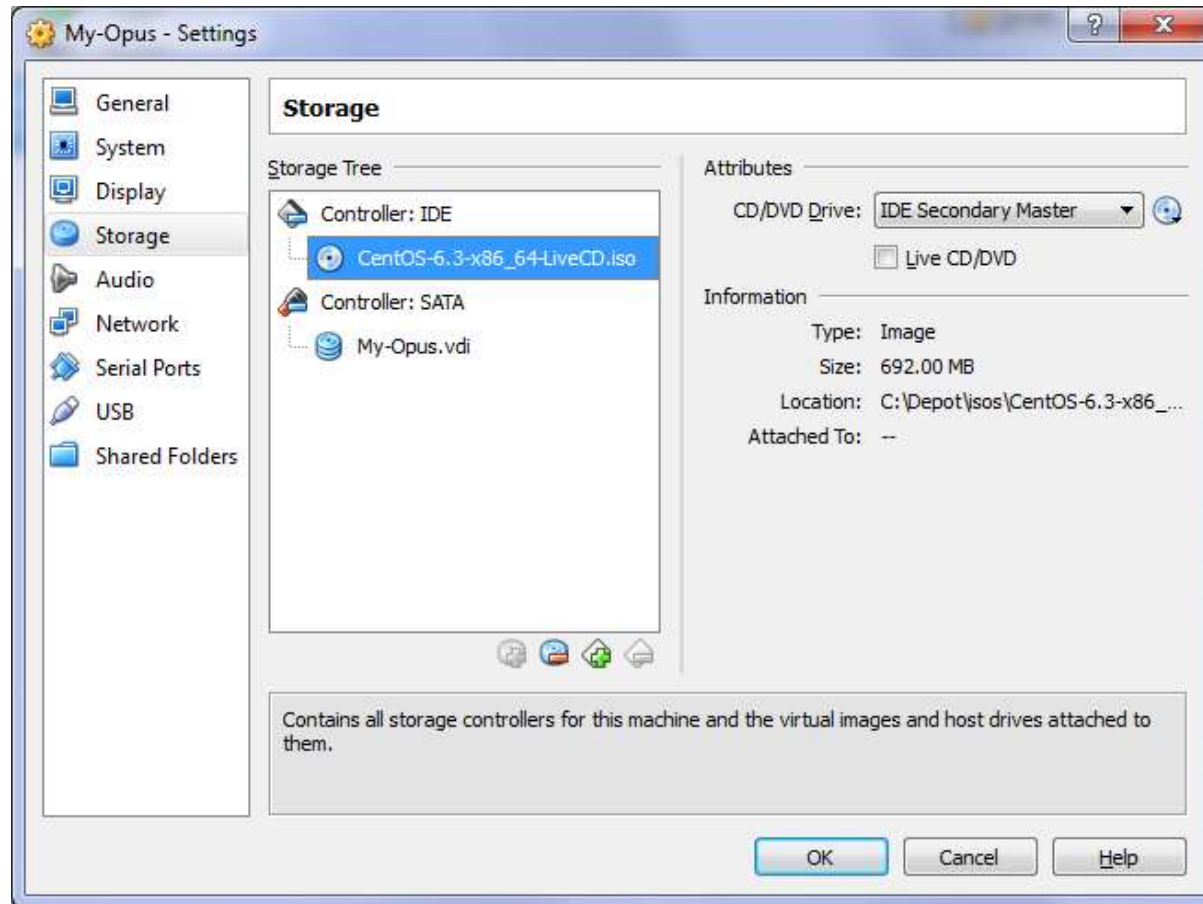 My-Opus - Settings
General
System
Display
Storage
Audio
Network
Serial Ports
USB
Shared Folders
Storage
Storage Tree
Controller: IDE
CentOS-6.3-x86_64-LiveCD.iso
Controller: SATA
My-Opus.vdi
Attributes
CD/DVD Drive: IDE Secondary Master
Live CD/DVD
Information
Type: Image
Size: 692.00 MB
Location: C:\Depot\isos\CentOS-6.3-x86_...
Attached To: --
Contains all storage controllers for this machine and the virtual images and host drives attached to
them.
OK Cancel Help